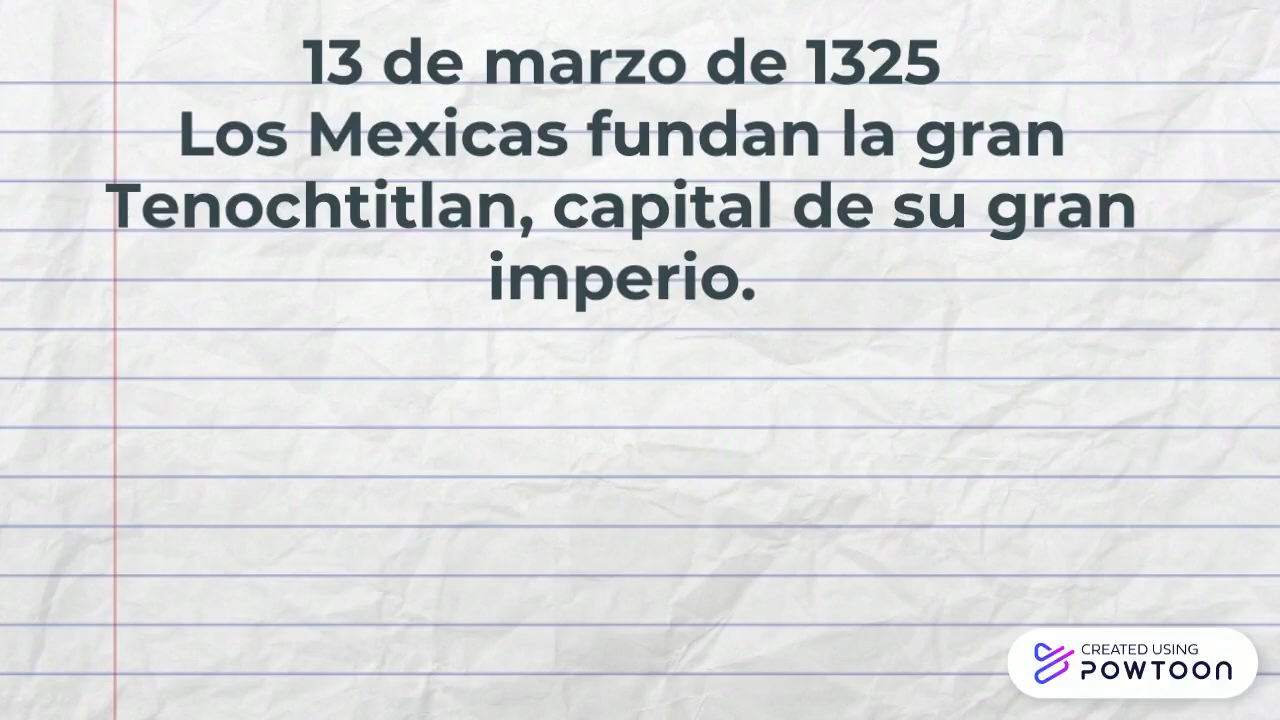 13 de marzo de 1325
Los Mexicas fundan la gran
Tenochtitlan, capital de su gran
imperio.
CREATED USING
POWTOON